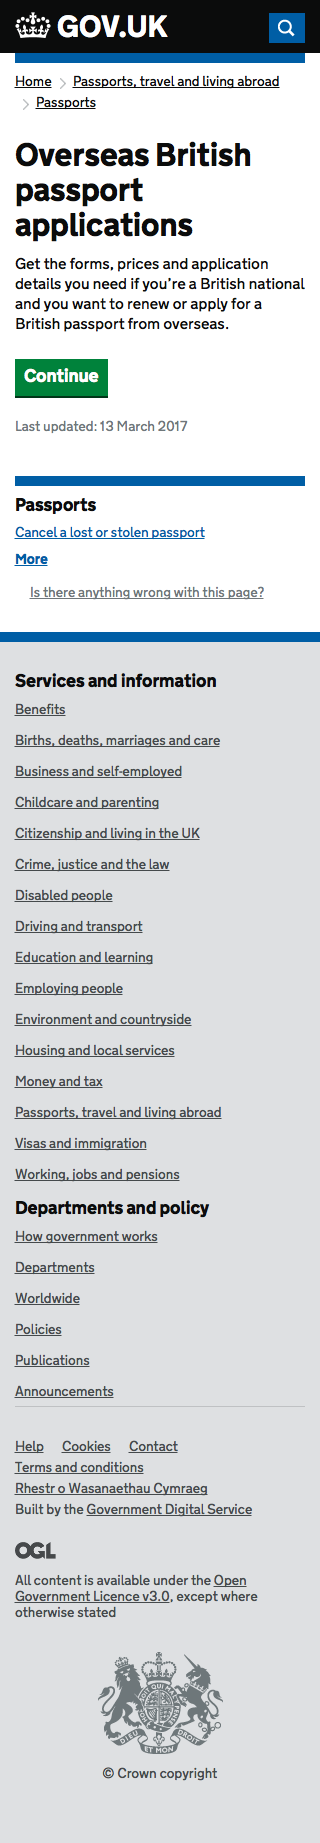 GOV.UK
Home
Passports, travel and living abroad
Passports
Overseas British
passport
applications
Get the forms, prices and application
details you need if you’re a British national
and you want to renew or apply for a
British passport from overseas.
Continue
Last updated: 13 March 2017
Passports
Cancel a lost or stolen passport
More
Is there anything wrong with this page?
Services and information
Benefits
Births, deaths, marriages and care
Business and self-employed
Childcare and parenting
Citizenship and living in the UK
Crime, justice and the law
Disabled people
Driving and transport
Education and learning
Employing people
Environment and countryside
Housing and local services
Money and tax
Passports, travel and living abroad
Visas and immigration
Working, jobs and pensions
Departments and policy
How government works
Departments
Worldwide
Policies
Publications
Announcements
Help Cookies Contact
Terms and conditions
Rhestr o Wasanaethau Cymraeg
Built by the Government Digital Service
OGL
All content is available under the Open
Government Licence v3.0, except where
otherwise stated
DIEU ET MON
© Crown copyright